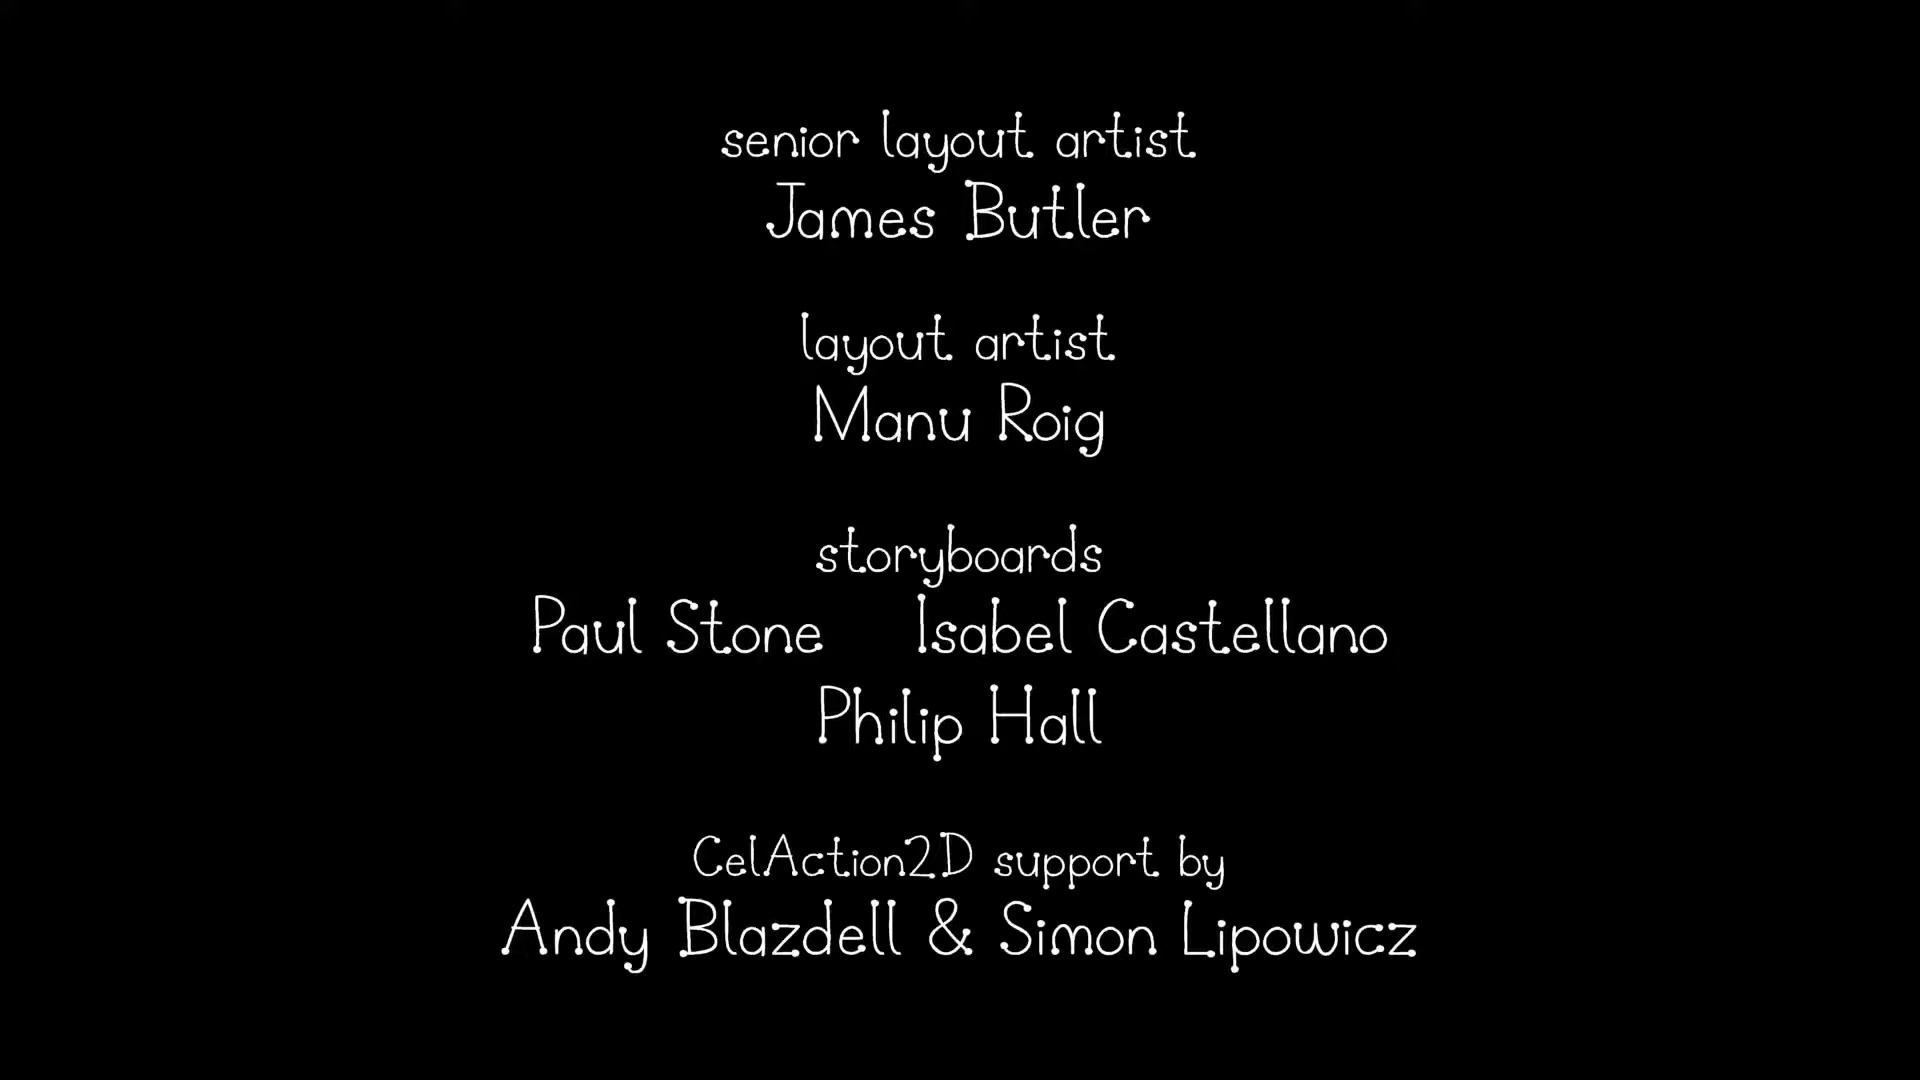 senior layout artist
James Butler
layout artist
Manu Roig
storyboards
Paul Stone Isabel Castellano
Philip Hall
CelAction2D support by
Andy Blazdell & Simon Lipowicz